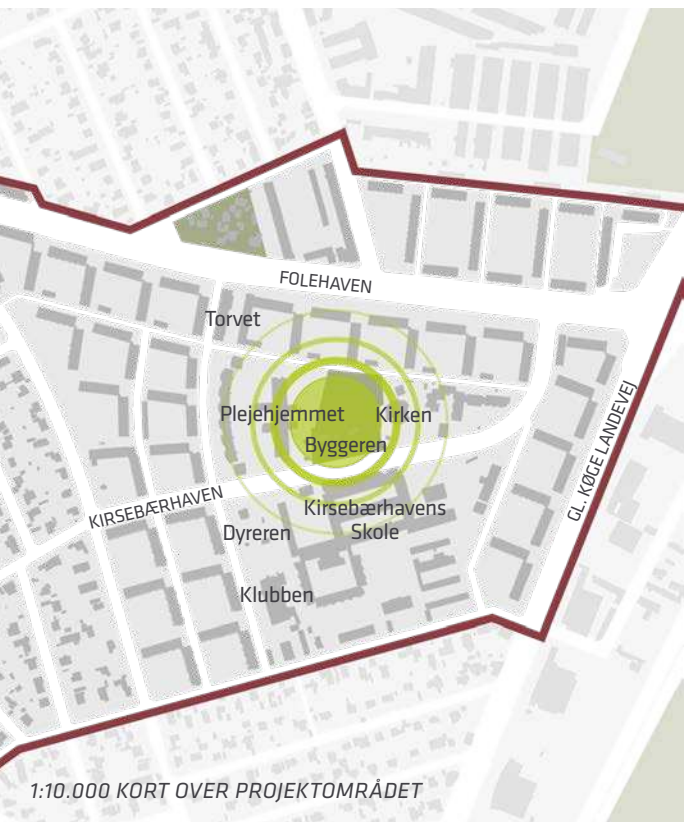 FOLEHAVEN
Torvet
Plejehjemmet
Kirken
Byggeren
GL. KØGE LANDEVEJ
KIRSEBÆRHAVEN
Kirsebærhavens
Skole
Dyreren
Klubben
1:10.000 KORT OVER PROJEKTOMRÅDET